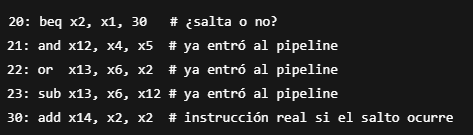 20: beq x2, x1, 30   # ¿salta o no?
21: and x12, x4, x5  # ya entró al pipeline
22: or  x13, x6, x2  # ya entró al pipeline
23: sub x13, x6, x12 # ya entró al pipeline
30: add x14, x2, x2  # instrucción real si el salto ocurre